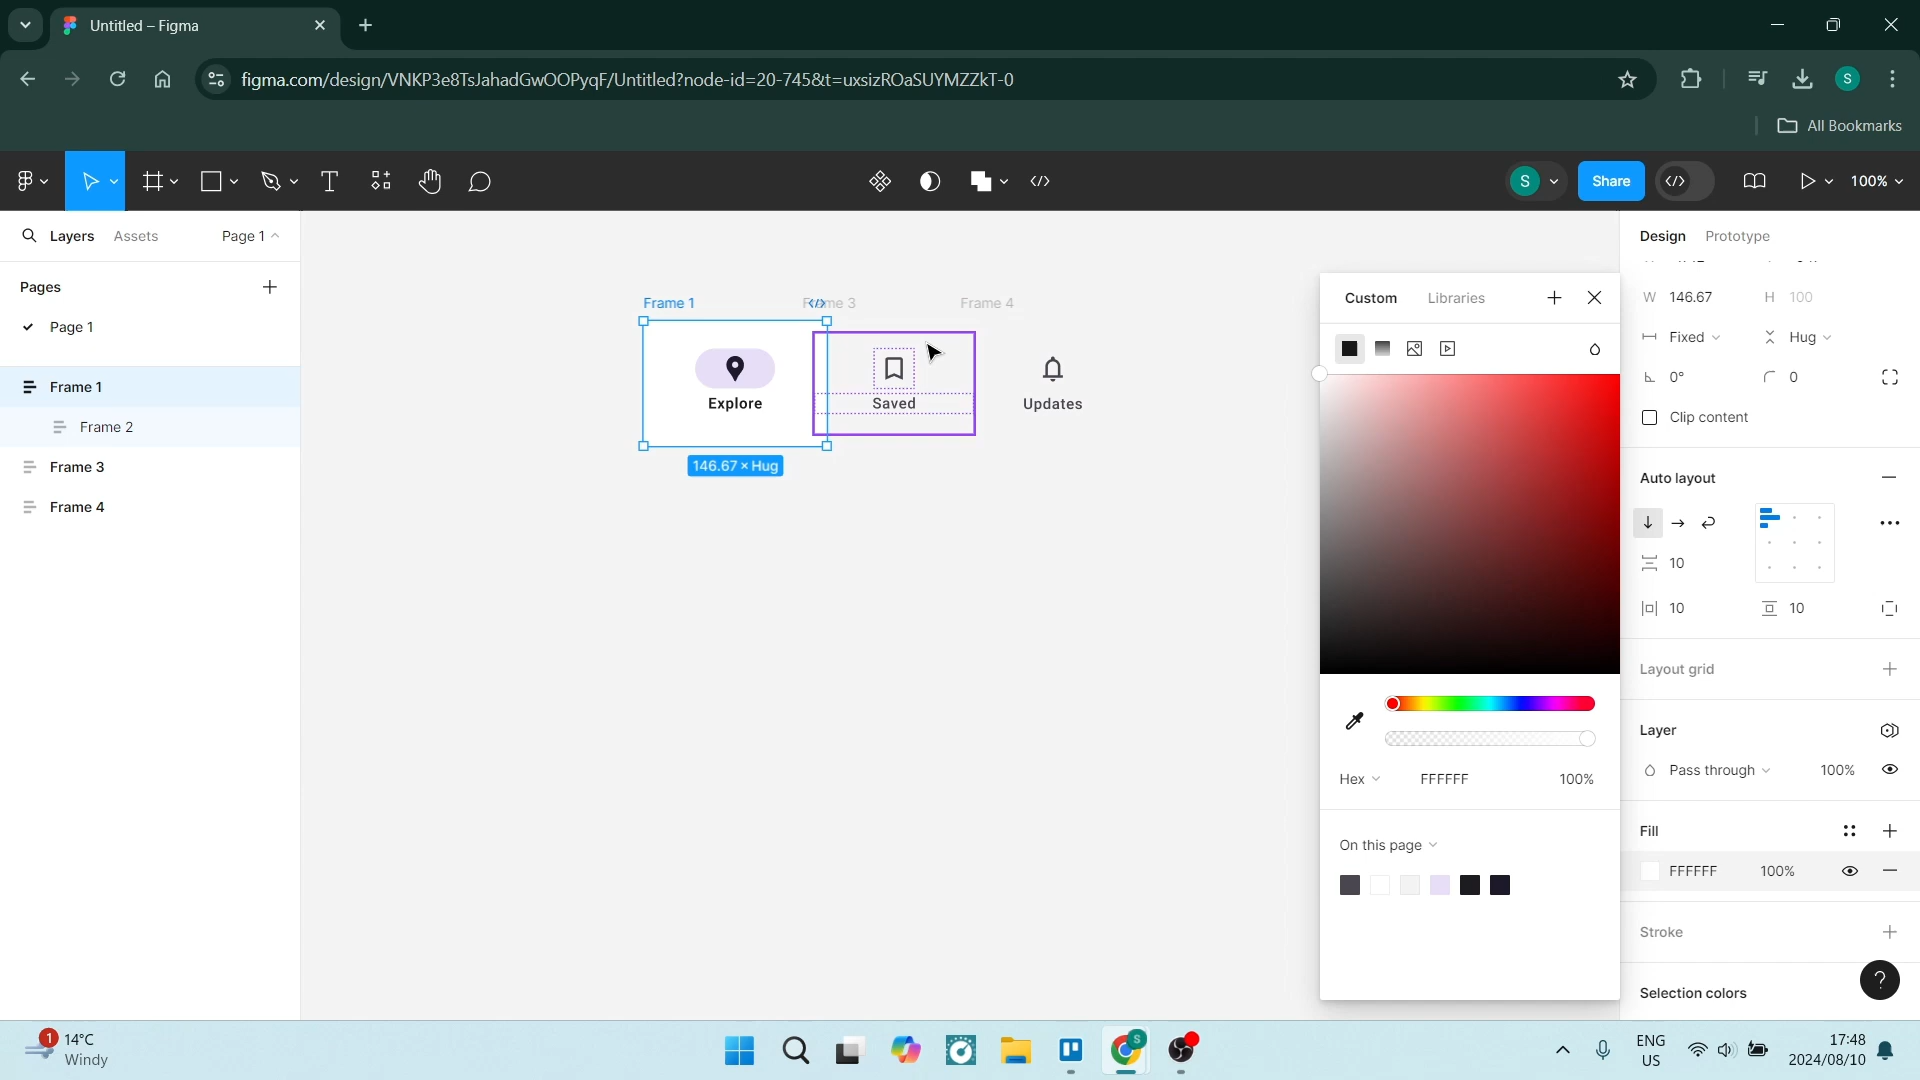 Untitled – Figma
figma.com/design/VNKP3e8TsJahadGwOOPyqF/Untitled?node-id=20-745&t=uxsizROaSUYMZZkT-0
S
All Bookmarks
S
Share
100%
Layers
Assets
Page 1
Pages
Page 1
Frame 1
Frame 2
Frame 3
Frame 4
Frame 1
Frame 4
Explore
Saved
Updates
146.67 × Hug
Custom
Libraries
Hex
FFFFFF
100%
On this page
Design
Prototype
W 146.67
H 100
Fixed
Hug
0°
0
Clip content
Auto layout
10
10
10
Layout grid
Layer
Pass through
100%
Fill
FFFFFF
100%
Stroke
?
Selection colors
1
14°C
Windy
S
ENG
US
17:48
2024/08/10